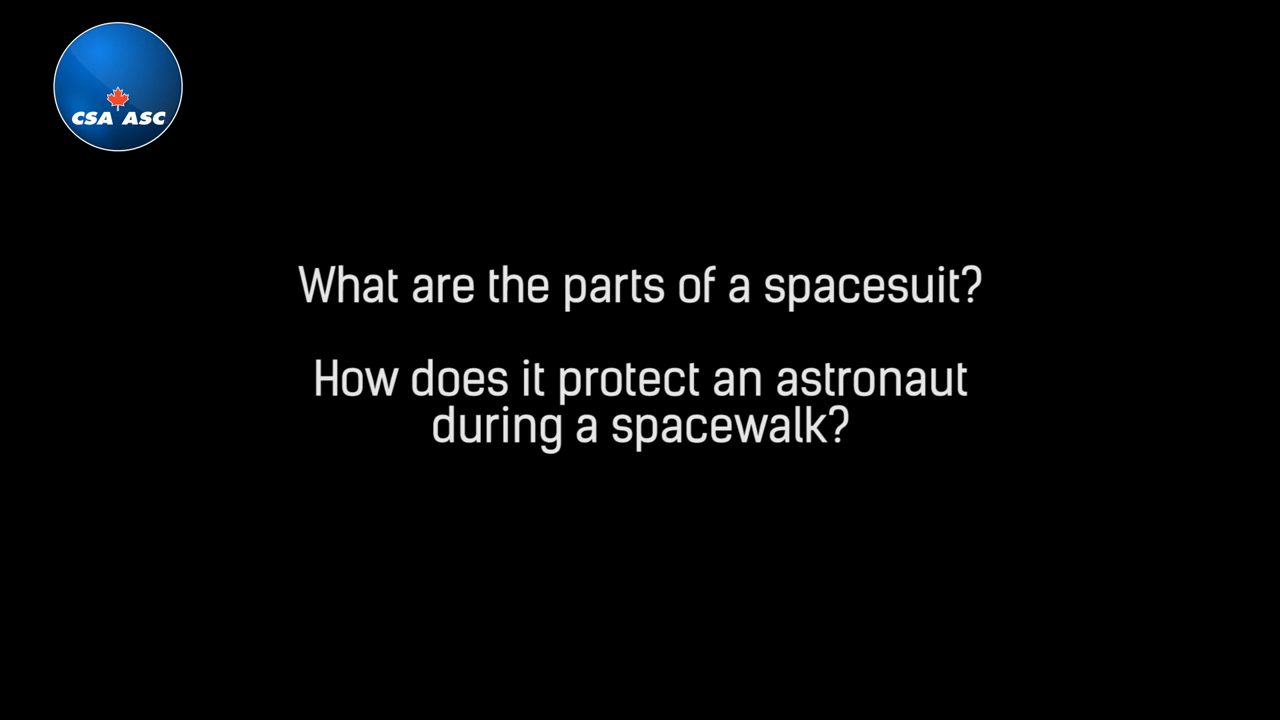 CSA ASC
What are the parts of a spacesuit?
How does it protect an astronaut
during a spacewalk?